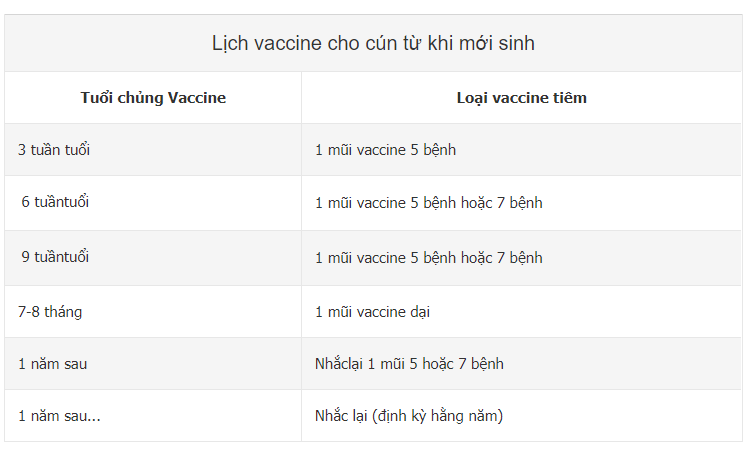 Lịch vaccine cho cún từ khi mới sinh
Tuổi chủng Vaccine Loại vaccine tiêm
3 tuần tuổi 1 mũi vaccine 5 bệnh
6 tuầntuổi 1 mũi vaccine 5 bệnh hoặc 7 bệnh
9 tuầntuổi 1 mũi vaccine 5 bệnh hoặc 7 bệnh
7-8 tháng 1 mũi vaccine dại
1 năm sau Nhắclại 1 mũi 5 hoặc 7 bệnh
1 năm sau... Nhắc lại (định kỳ hằng năm)